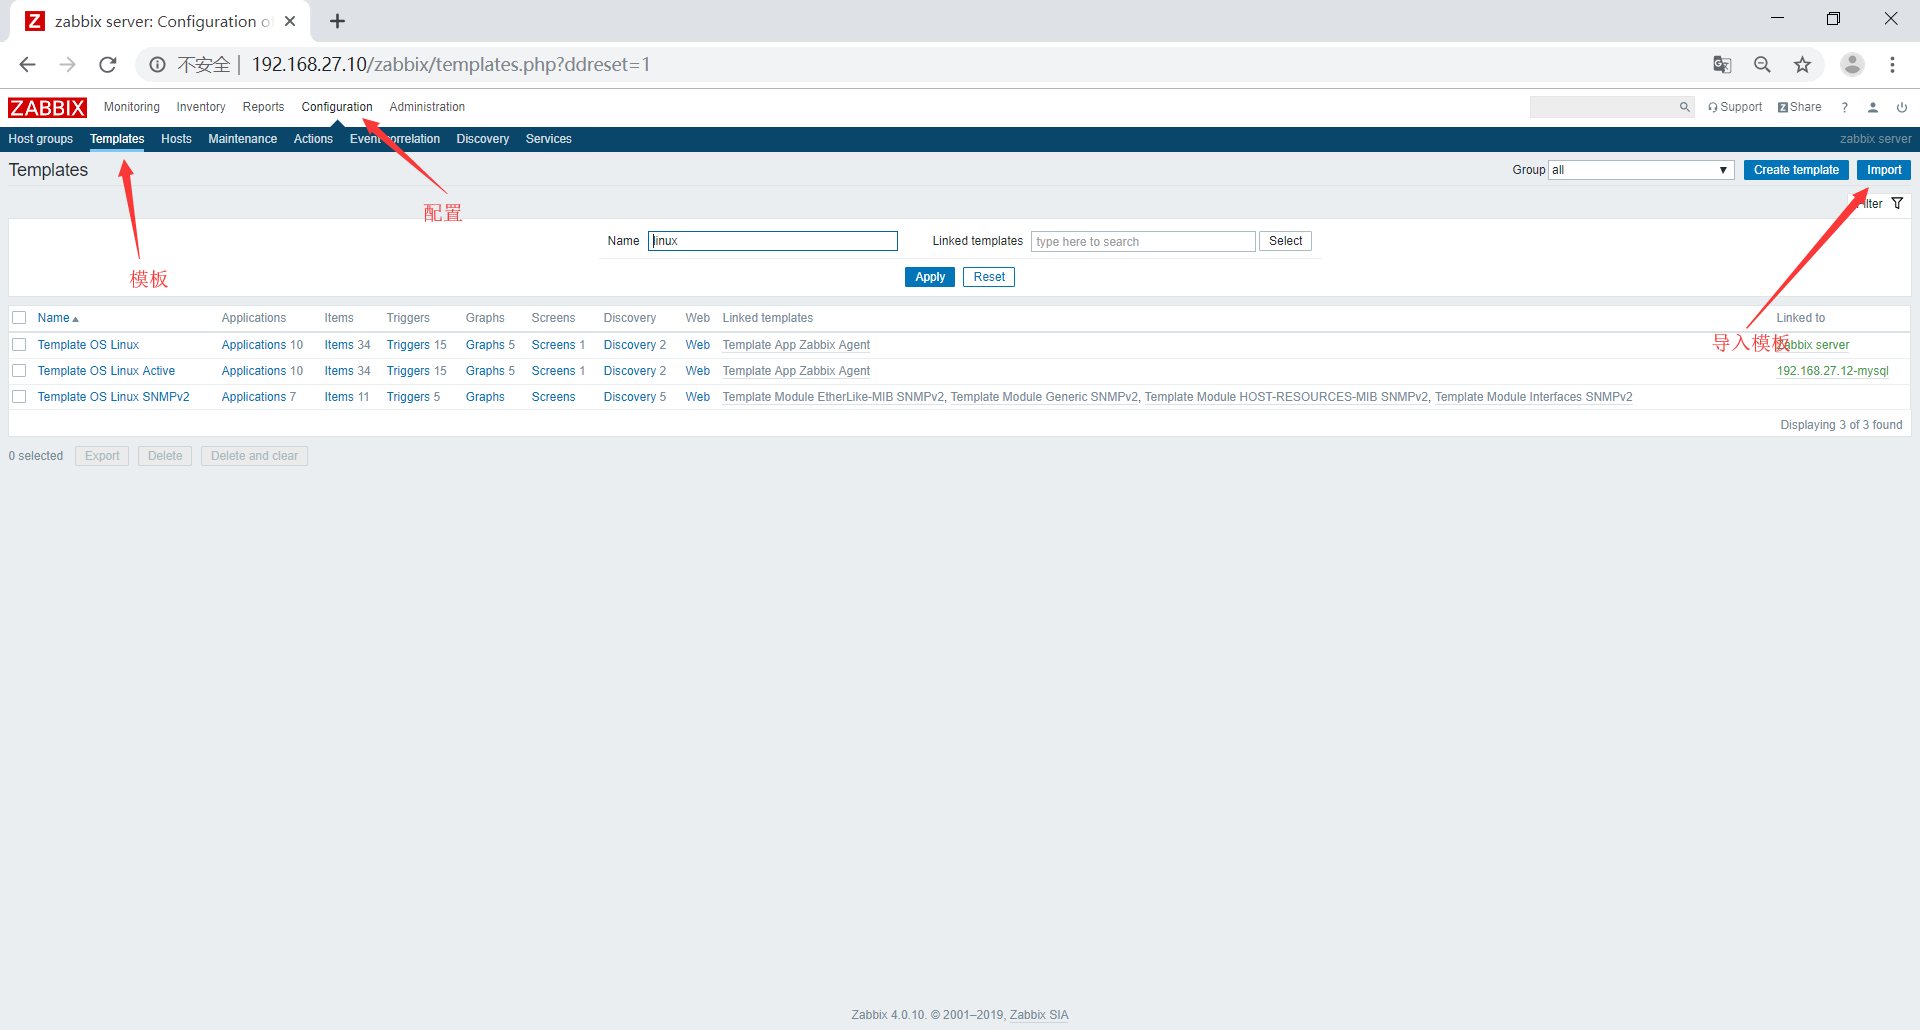 Z zabbix server: Configuration o
不安全 | 192.168.27.10/zabbix/templates.php?ddreset=1
ZABBIX Monitoring Inventory Reports Configuration Administration Support Z Share ?
Host groups Templates Hosts Maintenance Actions Event correlation Discovery Services zabbix server
Templates Group all Create template Import
配置
Filter
Name linux Linked templates type here to search Select
模板
Apply Reset
Name Applications Items Triggers Graphs Screens Discovery Web Linked templates Linked to
导入模板
Template OS Linux Applications 10 Items 34 Triggers 15 Graphs 5 Screens 1 Discovery 2 Web Template App Zabbix Agent Zabbix server
Template OS Linux Active Applications 10 Items 34 Triggers 15 Graphs 5 Screens 1 Discovery 2 Web Template App Zabbix Agent 192.168.27.12-mysql
Template OS Linux SNMPv2 Applications 7 Items 11 Triggers 5 Graphs Screens Discovery 5 Web Template Module EtherLike-MIB SNMPv2, Template Module Generic SNMPv2, Template Module HOST-RESOURCES-MIB SNMPv2, Template Module Interfaces SNMPv2
Displaying 3 of 3 found
0 selected Export Delete Delete and clear
Zabbix 4.0.10. © 2001–2019, Zabbix SIA